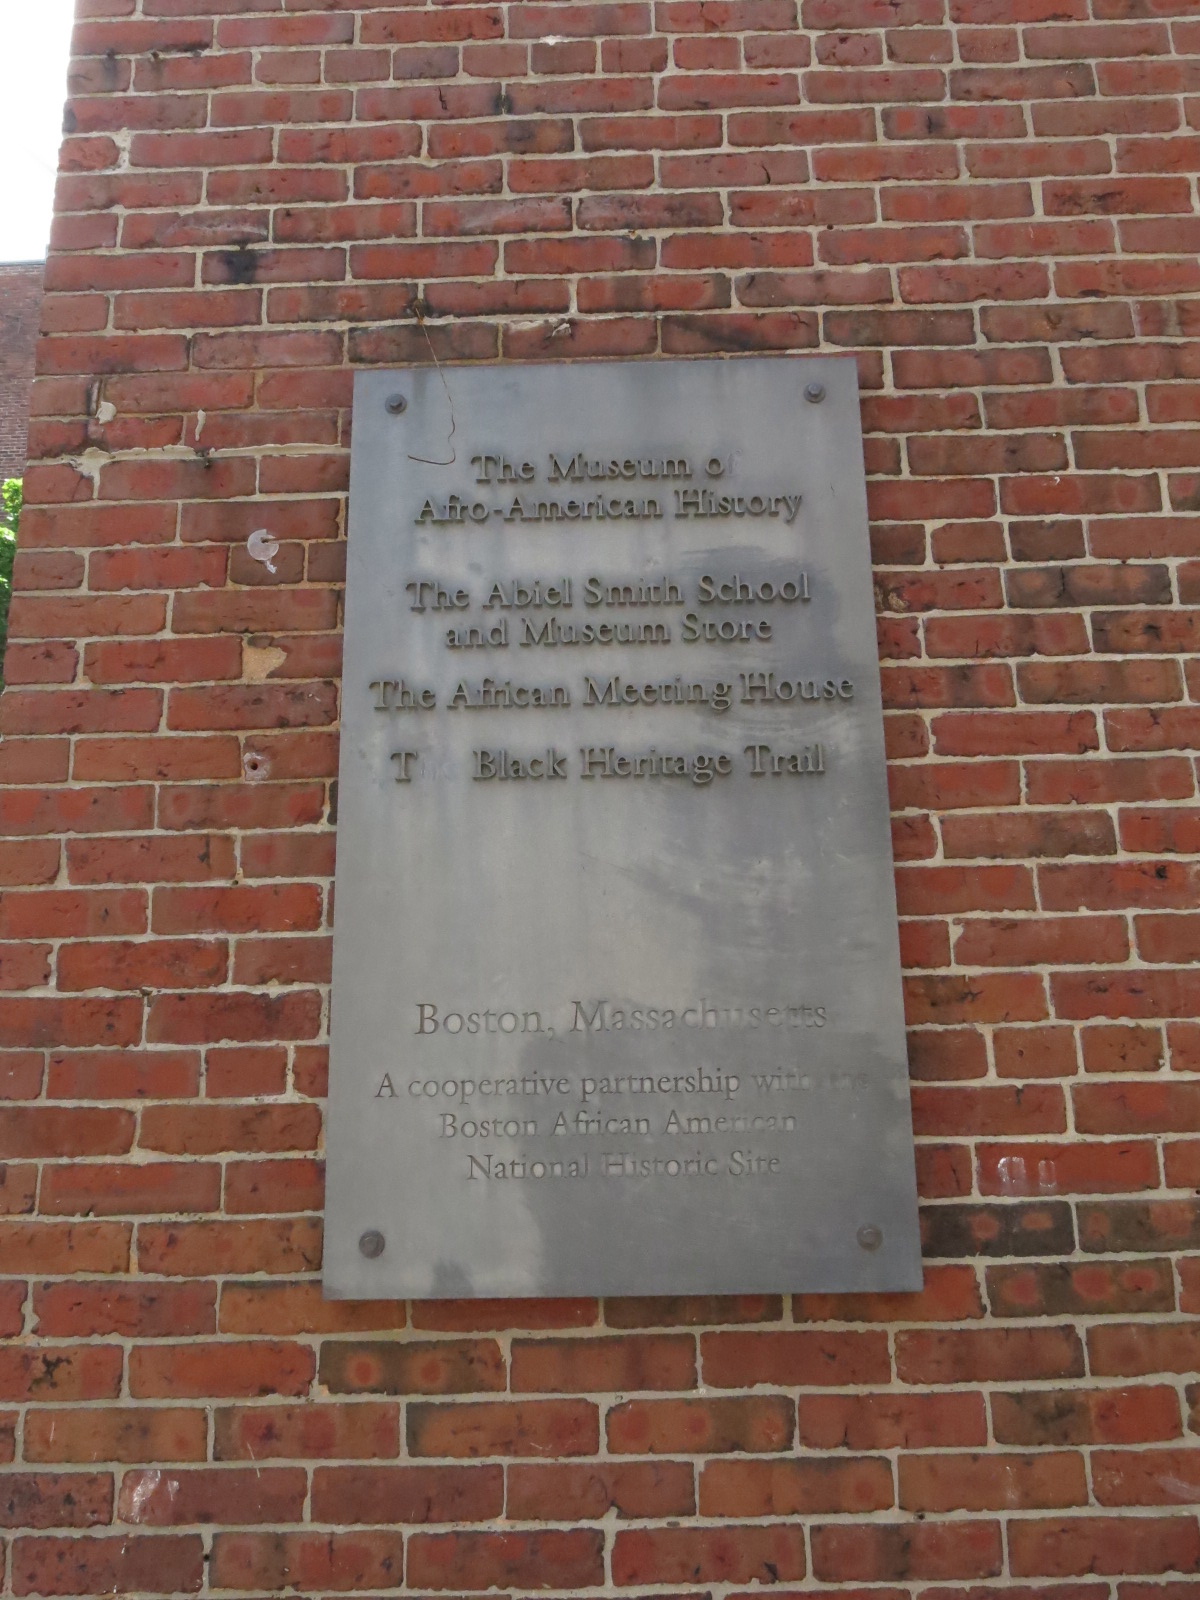 The Museum of
Afro-American History
The Abiel Smith School
and Museum Store
The African Meeting House
T Black Heritage Trail
Boston, Massachusetts
A cooperative partnership with the
Boston African American
National Historic Site